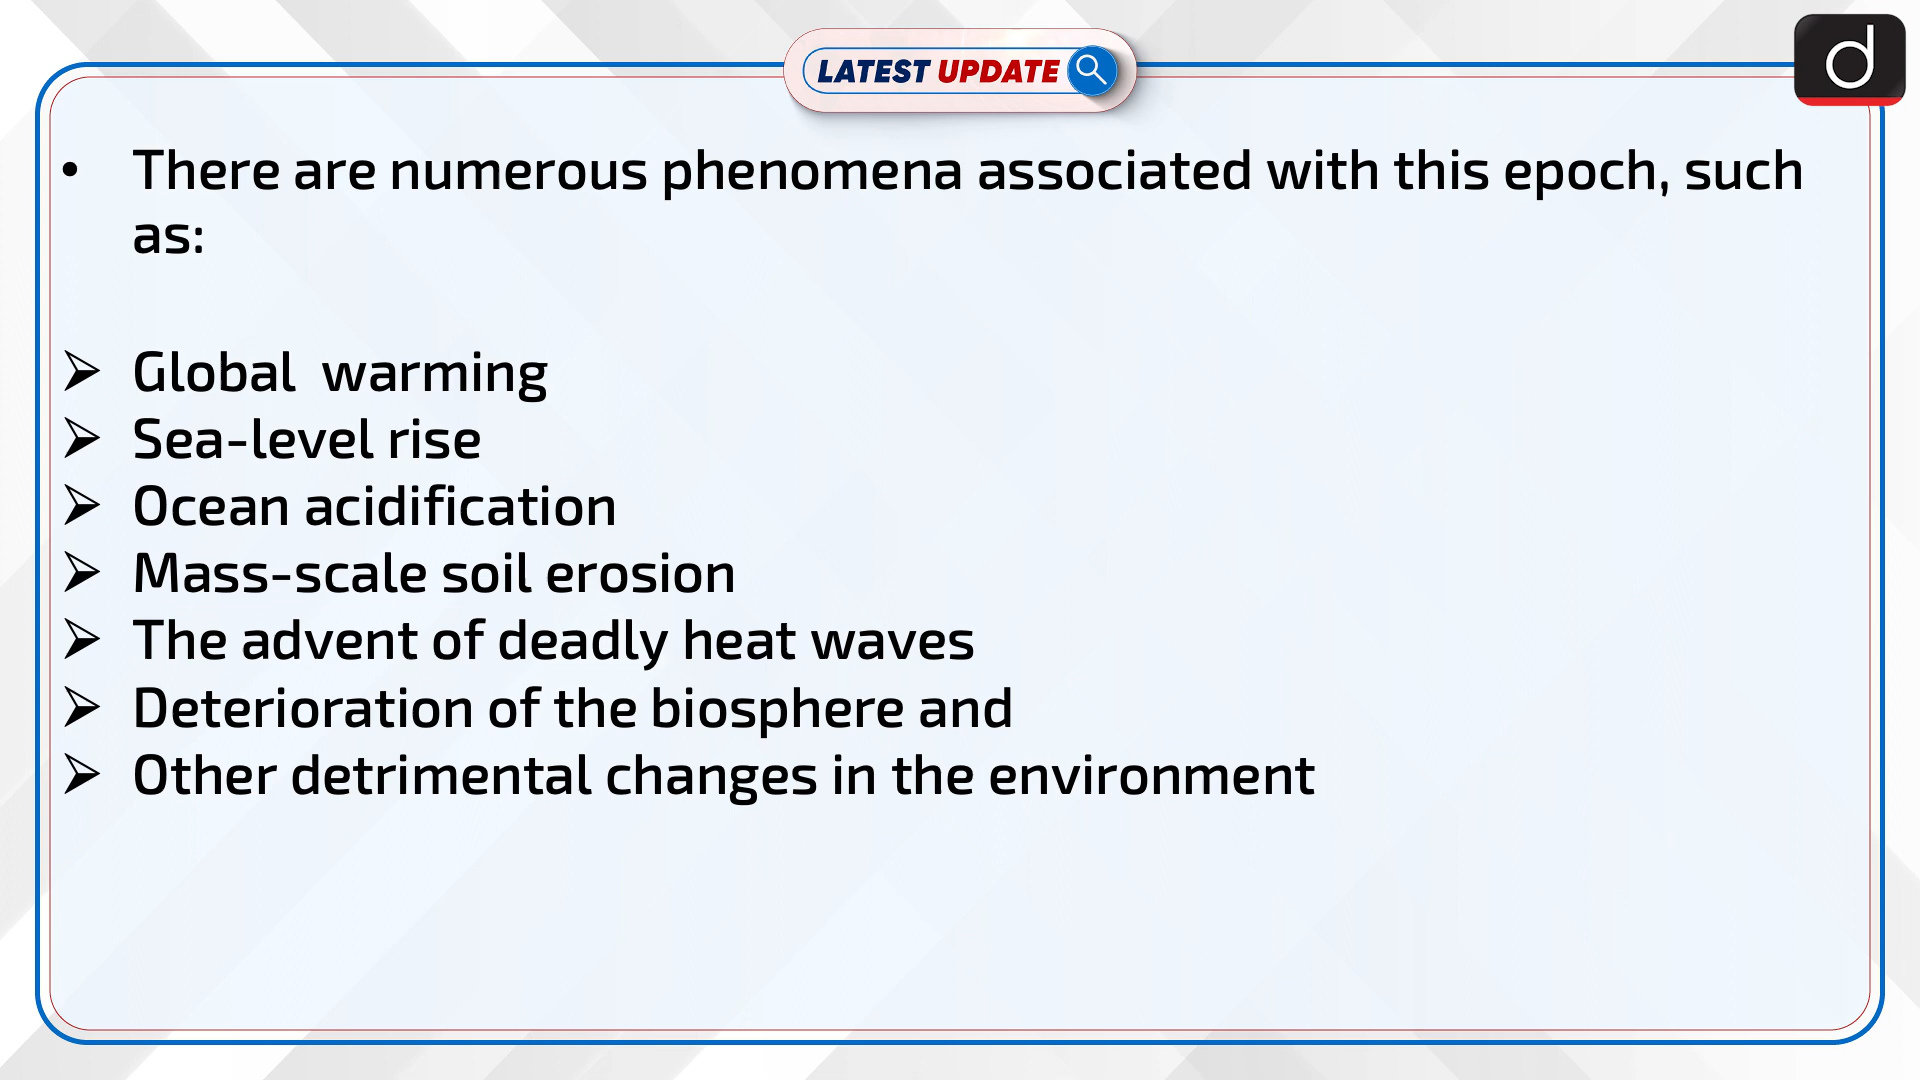 LATEST UPDATE
d
• There are numerous phenomena associated with this epoch, such
as:
➢ Global  warming
➢ Sea-level rise
➢ Ocean acidification
➢ Mass-scale soil erosion
➢ The advent of deadly heat waves
➢ Deterioration of the biosphere and
➢ Other detrimental changes in the environment